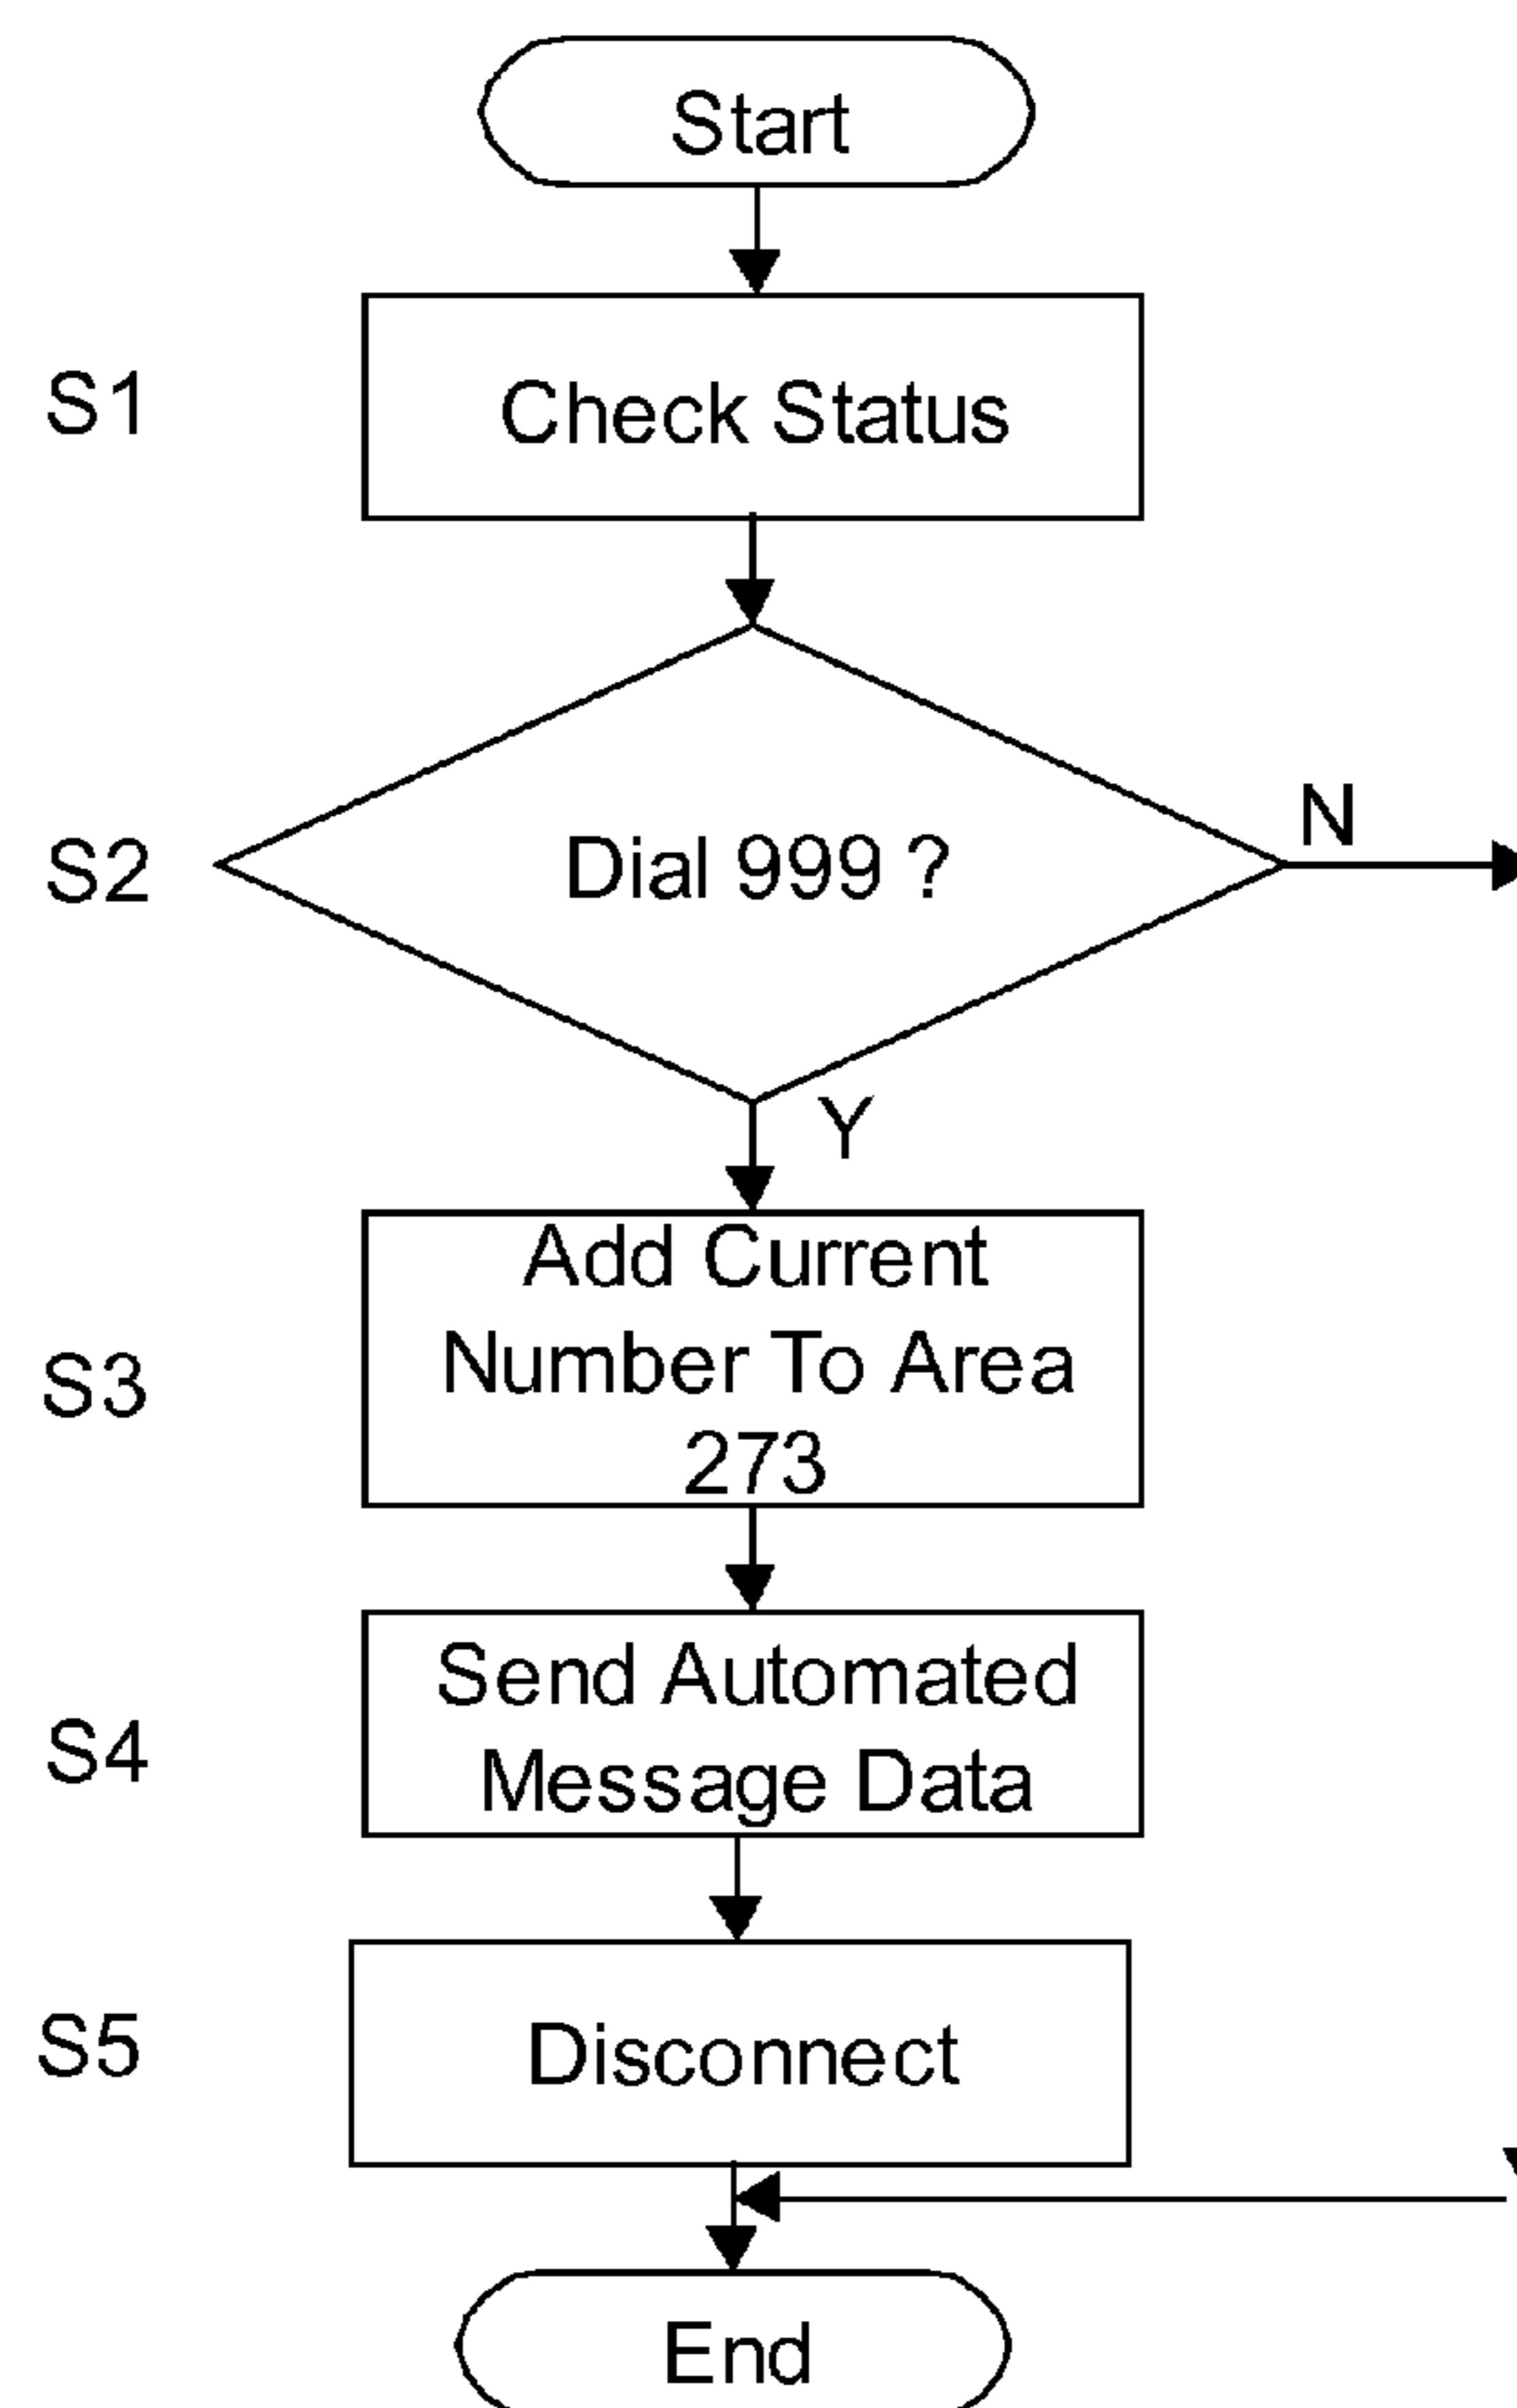 Start
S1
Check Status
S2
Dial 999 ?
N
Y
S3
Add Current
Number To Area
273
S4
Send Automated
Message Data
S5
Disconnect
End